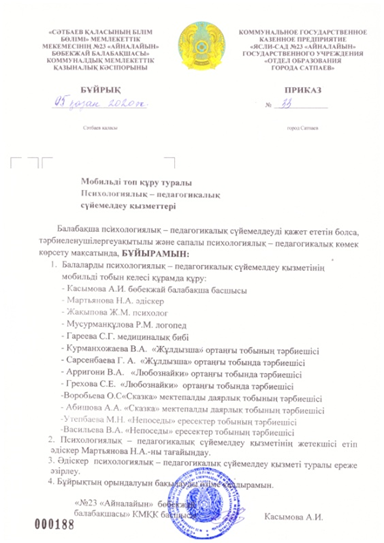 «СӘТБАЕВ ҚАЛАСЫНЫҢ БІЛІМ
БӨЛІМІ» МЕМЛЕКЕТТІК
МЕКЕМЕСІНІҢ №23 «АЙНАЛАЙЫН»
БӨБЕКЖАЙ БАЛАБАҚШАСЫ»
КОММУНАЛДЫҚ МЕМЛЕКЕТТІК
ҚАЗЫНАЛЫҚ КӘСПОРЫНЫ
КОММУНАЛЬНОЕ ГОСУДАРСТВЕННОЕ
КАЗЕННОЕ ПРЕДПРИЯТИЕ
«ЯСЛИ-САД №23 «АЙНАЛАЙЫН»
ГОСУДАРСТВЕННОГО УЧРЕЖДЕНИЯ
«ОТДЕЛ ОБРАЗОВАНИЯ
ГОРОДА САТПАЕВ»
БҰЙРЫҚ
ПРИКАЗ
05 қазан 2020ж.
№
Сәтбаев қаласы
город Сатпаев
Мобильді топ құру туралы
Психологиялық – педагогикалық
сүйемелдеу қызметтері
Балабақша психологиялық – педагогикалық сүйемелдеуді қажет ететін болса,
тәрбиеленушілергеуақытылы және сапалы психологиялық – педагогикалық көмек
көрсету мақсатында, БҰЙЫРАМЫН:
1. Балаларды психологиялық – педагогикалық сүйемелдеу қызметінің
мобильді тобын келесі құрамда құру:
- Касымова А.И. бөбекжай балабақша басшысы
- Мартьянова Н.А. әдіскер
- Жакыпова Ж.М. психолог
- Мусурманқұлова Р.М. логопед
- Гареева С.Г. медициналық бибі
- Курманхожаева В.А. «Жұлдызша» ортаңғы тобының тәрбиешісі
- Сарсенбаева Г. А. «Жұлдызша» ортаңғы тобында тәрбиешісі
- Арригони В.А. «Любознайки» ортаңғы тобында тәрбиешісі
- Грехова С.Е. «Любознайки» ортаңғы тобында тәрбиешісі
-Воробьева О.С«Сказка» мектепалды даярлық тобының тәрбиешісі
- Абишова А.А. «Сказка» мектепалды даярлық тобының тәрбиешісі
-Утепбаева М.Н. «Непоседы» ересектер тобының тәрбиешісі
-Васильева В.А. «Непоседы» ересектер тобының тәрбиешісі
2. Психологиялық – педагогикалық сүйемелдеу қызметінің жетекшісі етіп
әдіскер Мартьянова Н.А.-ны тағайындау.
3. Әдіскер психологиялық – педагогикалық сүйемелдеу қызметі туралы ереже
әзірлеу.
4. Бұйрықтың орындалуын бақылауды өзіме қалдырамын.
«№23 «Айналайын» бөбекжай
балабақшасы» КМҚК басшысы
Касымова А.И.
000188